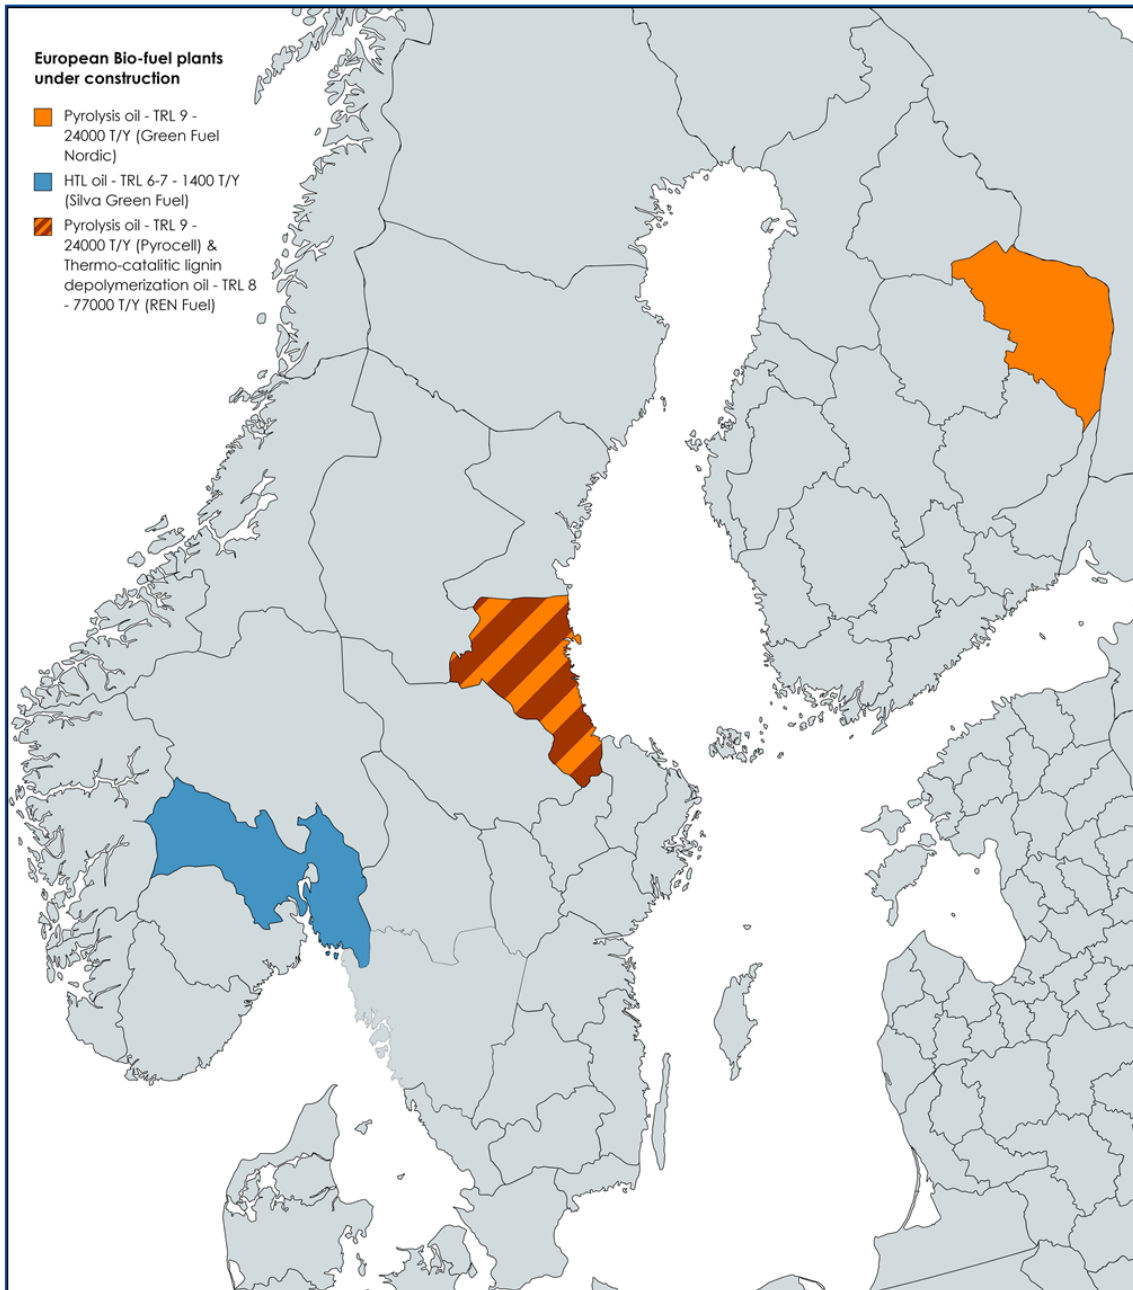 European Bio-fuel plants
under construction
Pyrolysis oil - TRL 9 -
24000 T/Y (Green Fuel
Nordic)
HTL oil - TRL 6-7 - 1400 T/Y
(Silva Green Fuel)
Pyrolysis oil - TRL 9 -
24000 T/Y (Pyrocell) &
Thermo-catalitic lignin
depolymerization oil - TRL 8
- 77000 T/Y (REN Fuel)